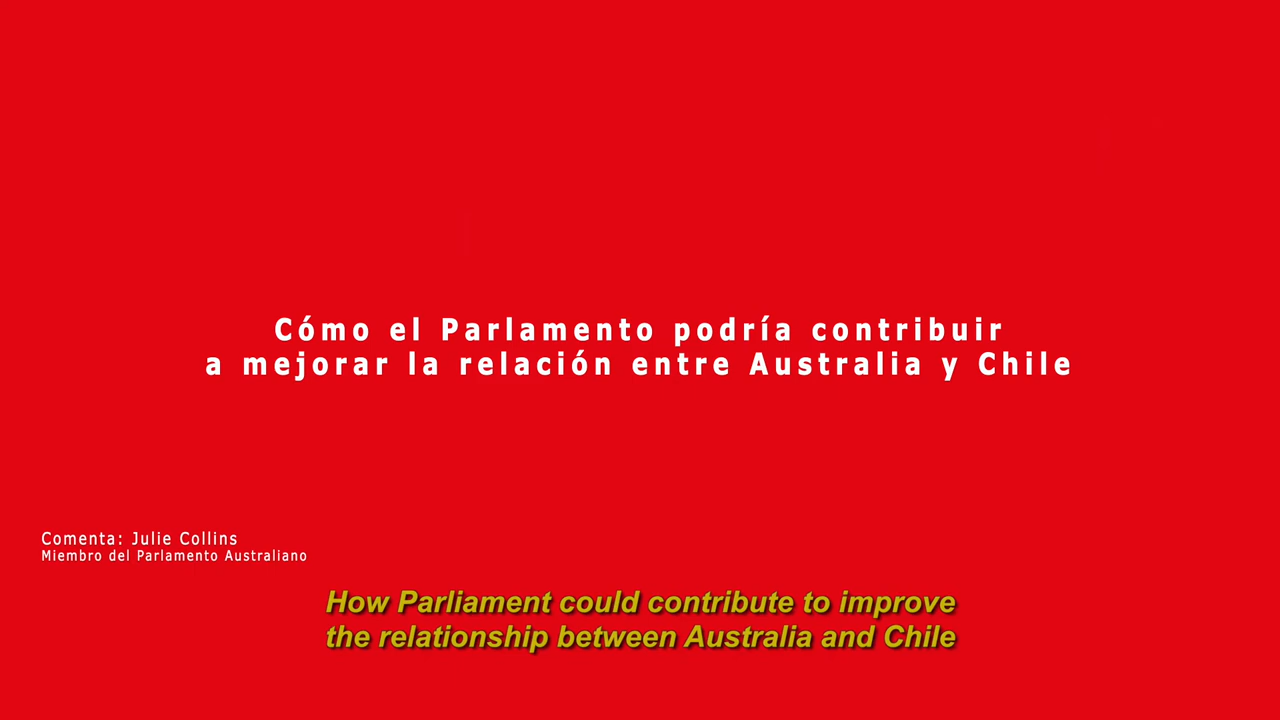 Cómo el Parlamento podría contribuir
a mejorar la relación entre Australia y Chile
Comenta: Julie Collins
Miembro del Parlamento Australiano
How Parliament could contribute to improve
the relationship between Australia and Chile